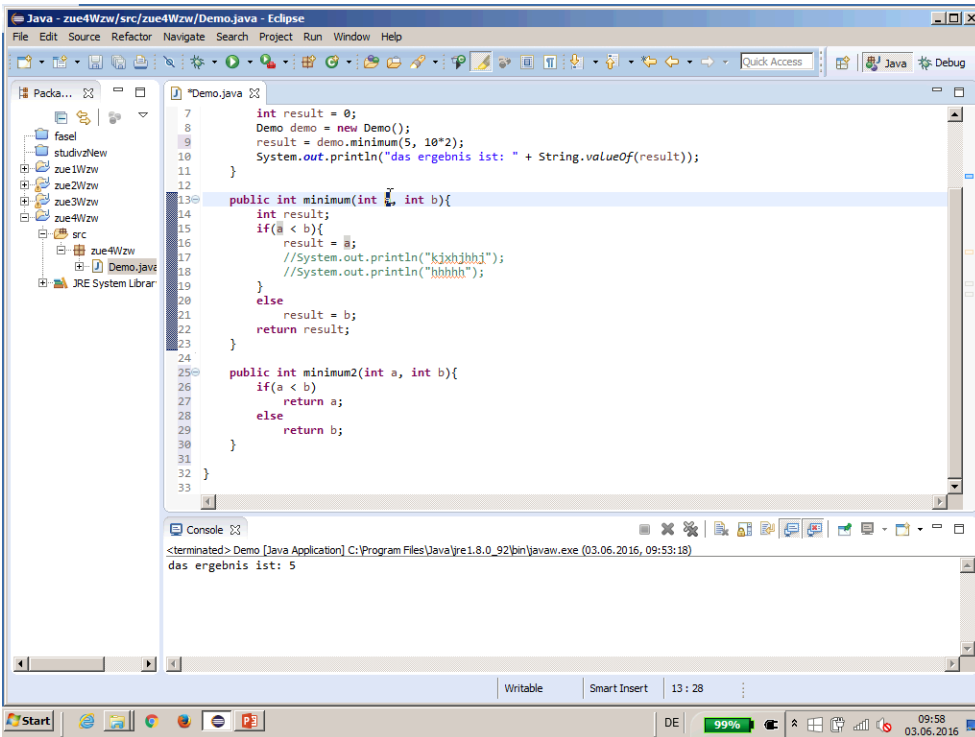 Java - zue4Wzw/src/zue4Wzw/Demo.java - Eclipse
File Edit Source Refactor Navigate Search Project Run Window Help
Quick Access Java Debug
Packa...
*Demo.java
fasel
studivzNew
zue1Wzw
zue2Wzw
zue3Wzw
zue4Wzw
src
zue4Wzw
Demo.java
JRE System Librar
7 int result = 0;
8 Demo demo = new Demo();
9 result = demo.minimum(5, 10*2);
10 System.out.println("das ergebnis ist: " + String.valueOf(result));
11 }
12
13 public int minimum(int a, int b){
14 int result;
15 if(a < b){
16 result = a;
17 //System.out.println("kjxhjhhj");
18 //System.out.println("hhhhh");
19 }
20 else
21 result = b;
22 return result;
23 }
24
25 public int minimum2(int a, int b){
26 if(a < b)
27 return a;
28 else
29 return b;
30 }
31
32 }
33
Console
<terminated> Demo [Java Application] C:\Program Files\Java\jre1.8.0_92\bin\javaw.exe (03.06.2016, 09:53:18)
das ergebnis ist: 5
Writable Smart Insert 13 : 28
Start DE 99% 09:58
03.06.2016